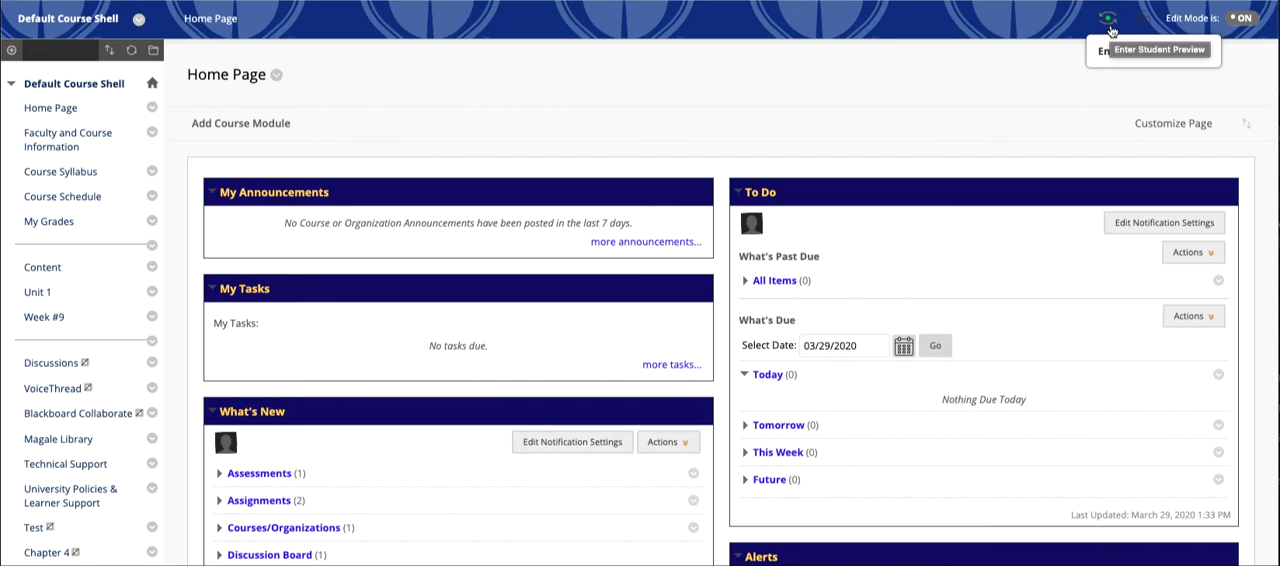 Default Course Shell
Home Page
Edit Mode is: ON
En
Enter Student Preview
Default Course Shell
Home Page
Faculty and Course
Information
Course Syllabus
Course Schedule
My Grades
Content
Unit 1
Week #9
Discussions
VoiceThread
Blackboard Collaborate
Magale Library
Technical Support
University Policies &
Learner Support
Test
Chapter 4
Home Page
Add Course Module
Customize Page
My Announcements
No Course or Organization Announcements have been posted in the last 7 days.
more announcements...
My Tasks
My Tasks:
No tasks due.
more tasks...
What's New
Edit Notification Settings
Actions
Assessments (1)
Assignments (2)
Courses/Organizations (1)
Discussion Board (1)
To Do
Edit Notification Settings
What's Past Due
Actions
All Items (0)
What's Due
Actions
Select Date: 03/29/2020 Go
Today (0)
Nothing Due Today
Tomorrow (0)
This Week (0)
Future (0)
Last Updated: March 29, 2020 1:33 PM
Alerts